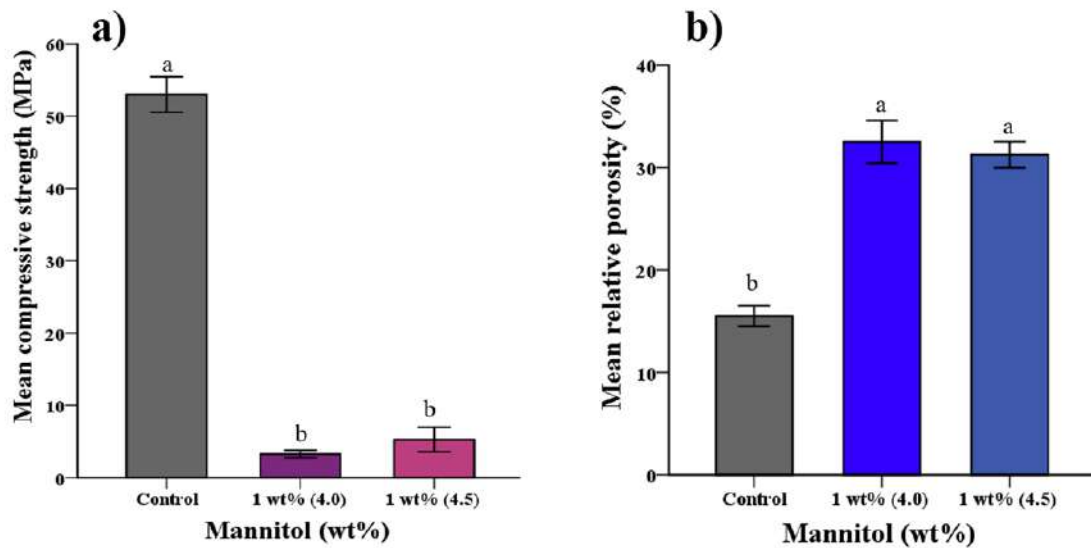 a)
Mean compressive strength (MPa)
60
50
40
30
20
10
0
a
b
b
Control
1 wt% (4.0)
1 wt% (4.5)
Mannitol (wt%)
b)
Mean relative porosity (%)
40
30
20
10
0
b
a
a
Control
1 wt% (4.0)
1 wt% (4.5)
Mannitol (wt%)